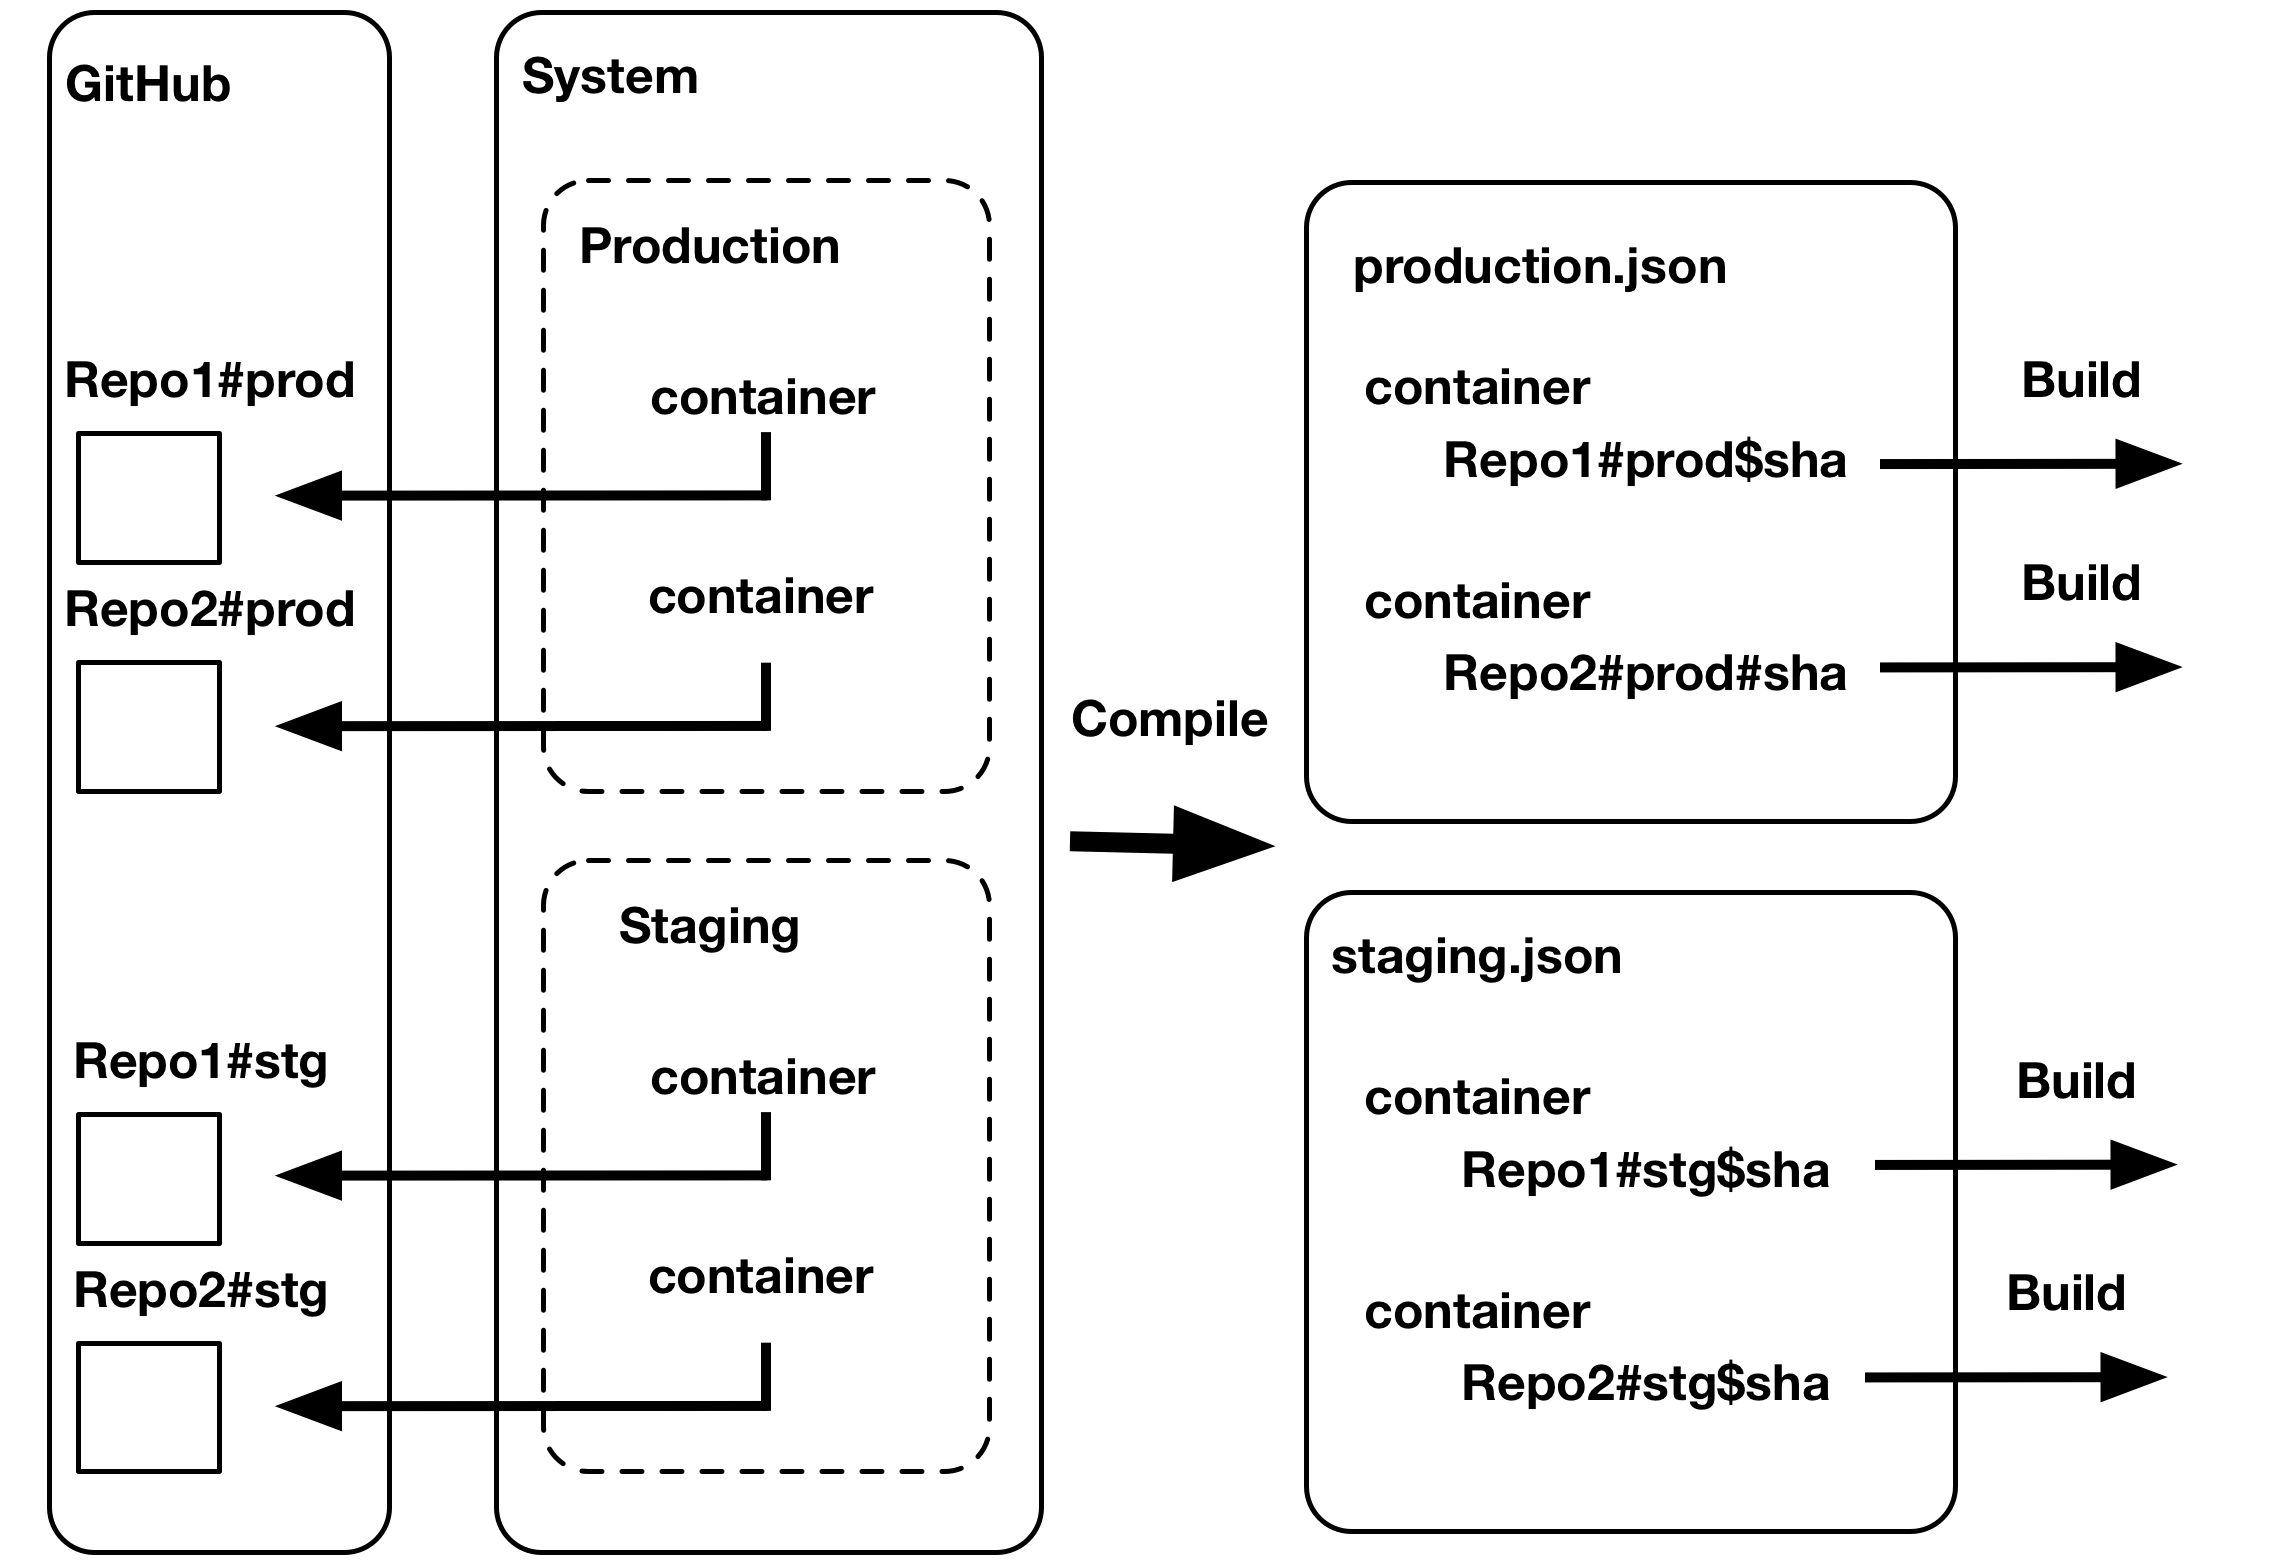 GitHub
Repo1#prod
Repo2#prod
Repo1#stg
Repo2#stg
System
Production
container
container
Staging
container
container
Compile
production.json
container
Repo1#prod$sha
Build
container
Repo2#prod#sha
Build
staging.json
container
Repo1#stg$sha
Build
container
Repo2#stg$sha
Build